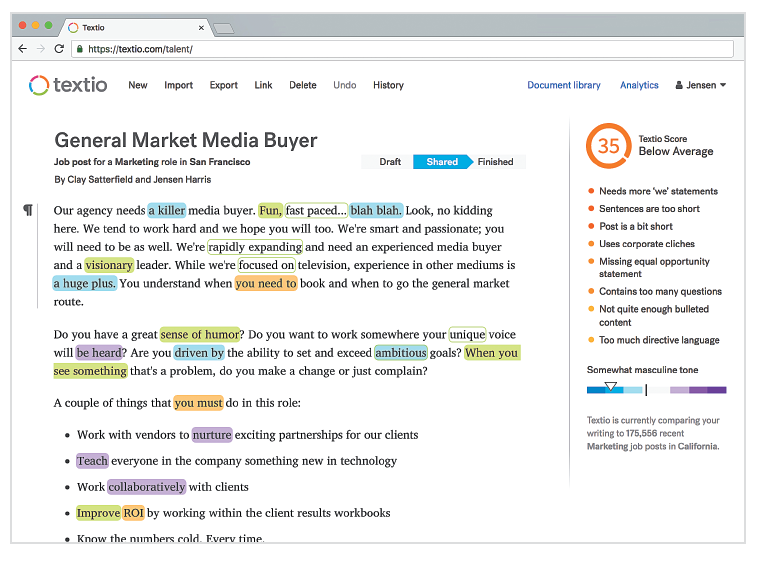 Textio
https://textio.com/talent/
textio New Import Export Link Delete Undo History Document library Analytics Jensen
General Market Media Buyer
Job post for a Marketing role in San Francisco
By Clay Satterfield and Jensen Harris
Draft Shared Finished
¶ Our agency needs a killer media buyer. Fun, fast paced... blah blah. Look, no kidding
here. We tend to work hard and we hope you will too. We're smart and passionate; you
will need to be as well. We're rapidly expanding and need an experienced media buyer
and a visionary leader. While we're focused on television, experience in other mediums is
a huge plus. You understand when you need to book and when to go the general market
route.
Do you have a great sense of humor? Do you want to work somewhere your unique voice
will be heard? Are you driven by the ability to set and exceed ambitious goals? When you
see something that's a problem, do you make a change or just complain?
A couple of things that you must do in this role:
• Work with vendors to nurture exciting partnerships for our clients
• Teach everyone in the company something new in technology
• Work collaboratively with clients
• Improve ROI by working within the client results workbooks
• Know the numbers cold. Every time.
35
Textio Score
Below Average
• Needs more 'we' statements
• Sentences are too short
• Post is a bit short
• Uses corporate cliches
• Missing equal opportunity
statement
• Contains too many questions
• Not quite enough bulleted
content
• Too much directive language
Somewhat masculine tone
Textio is currently comparing your
writing to 175,556 recent
Marketing job posts in California.